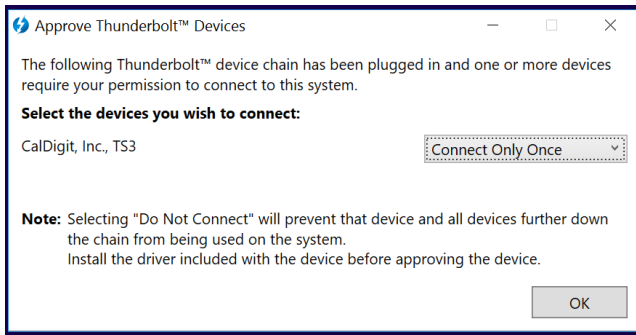 Approve Thunderbolt™ Devices
The following Thunderbolt™ device chain has been plugged in and one or more devices
require your permission to connect to this system.
Select the devices you wish to connect:
CalDigit, Inc., TS3 Connect Only Once
Note: Selecting "Do Not Connect" will prevent that device and all devices further down
the chain from being used on the system.
Install the driver included with the device before approving the device.
OK